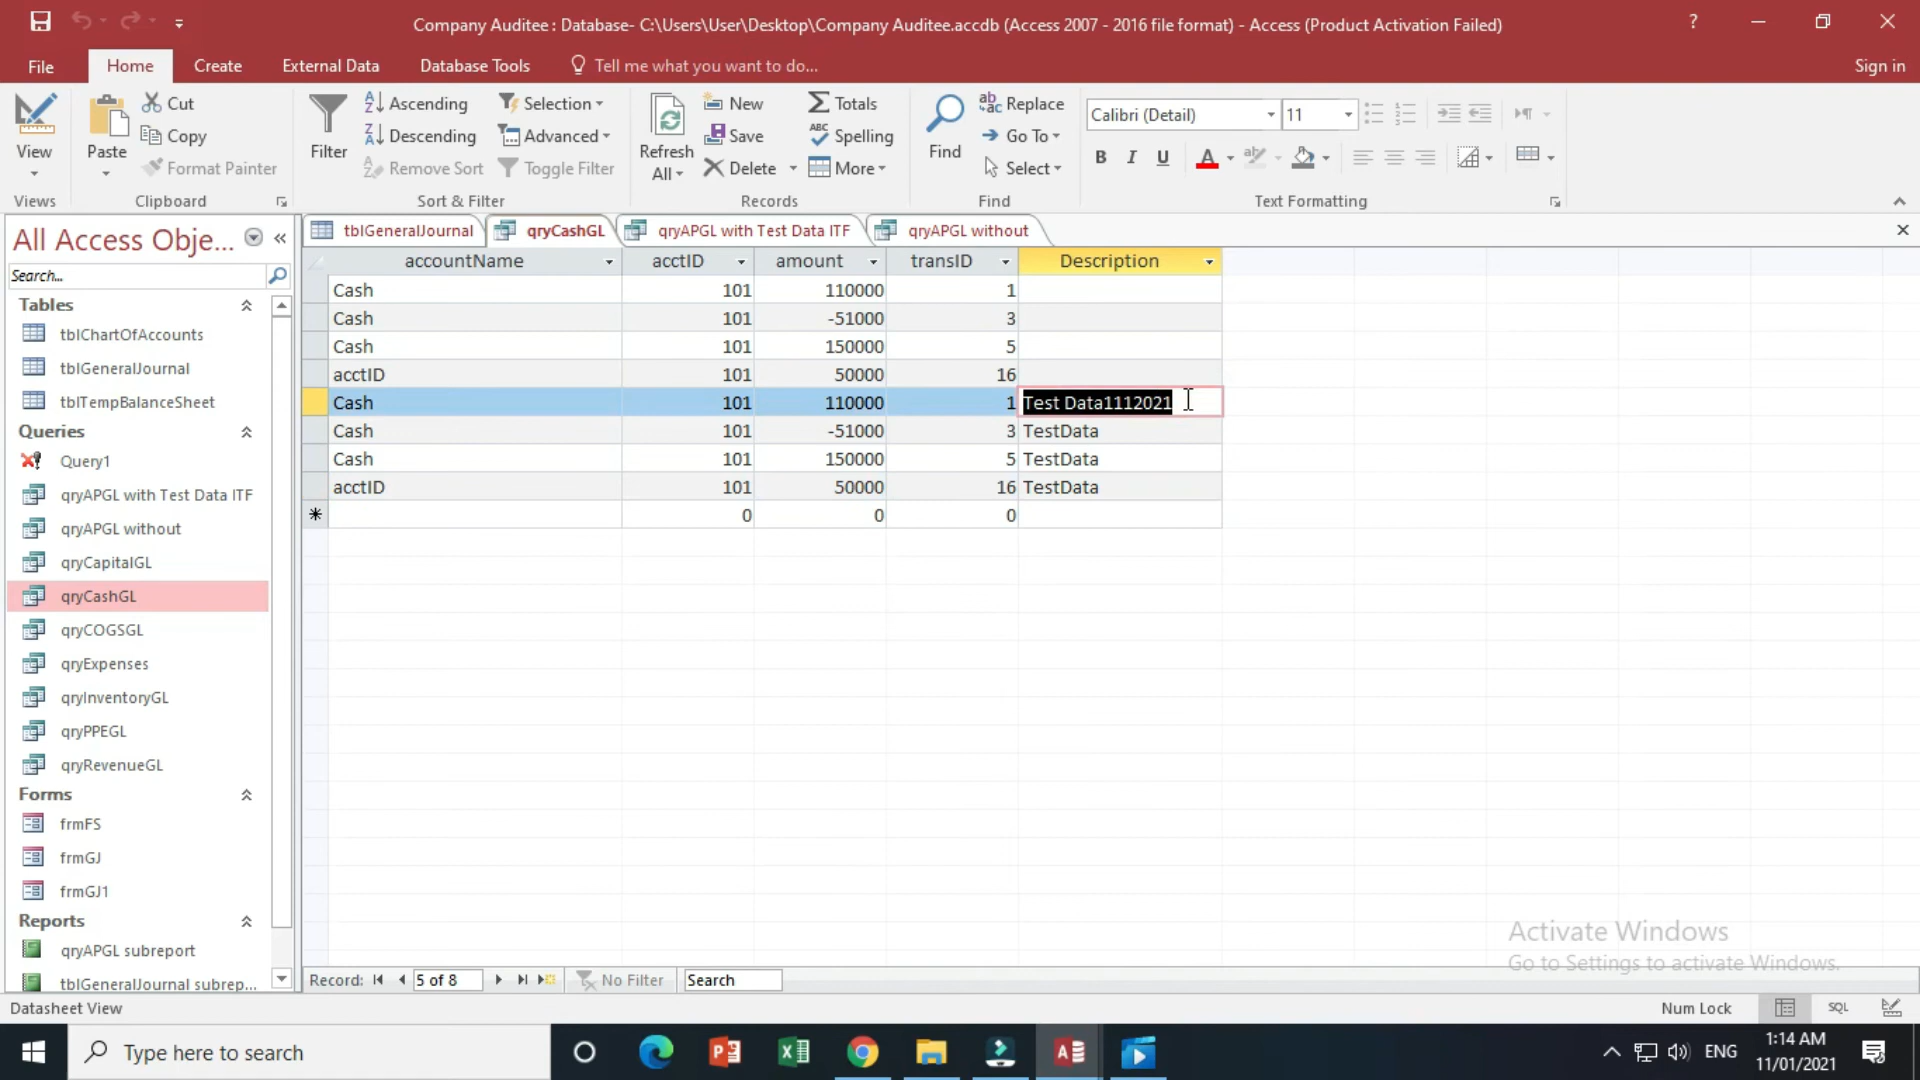 Company Auditee : Database- C:\Users\User\Desktop\Company Auditee.accdb (Access 2007 - 2016 file format) - Access (Product Activation Failed)
?
File Home Create External Data Database Tools Tell me what you want to do... Sign in
View
Views
Paste
Cut
Copy
Format Painter
Clipboard
Filter
Ascending
Descending
Remove Sort
Selection
Advanced
Toggle Filter
Sort & Filter
Refresh All
New
Save
Delete
Totals
Spelling
More
Records
Find
Replace
Go To
Select
Find
Calibri (Detail) 11
B I U A
Text Formatting
All Access Obje...
Search...
Tables
tblChartOfAccounts
tblGeneralJournal
tblTempBalanceSheet
Queries
Query1
qryAPGL with Test Data ITF
qryAPGL without
qryCapitalGL
qryCashGL
qryCOGSGL
qryExpenses
qryInventoryGL
qryPPEGL
qryRevenueGL
Forms
frmFS
frmGJ
frmGJ1
Reports
qryAPGL subreport
tblGeneralJournal subrep...
tblGeneralJournal qryCashGL qryAPGL with Test Data ITF qryAPGL without
accountName acctID amount transID Description
Cash 101 110000 1
Cash 101 -51000 3
Cash 101 150000 5
acctID 101 50000 16
Cash 101 110000 1 Test Data1112021
Cash 101 -51000 3 TestData
Cash 101 150000 5 TestData
acctID 101 50000 16 TestData
* 0 0 0
Activate Windows
Go to Settings to activate Windows.
Record: 5 of 8 No Filter Search
Datasheet View Num Lock SQL
Type here to search
ENG
1:14 AM
11/01/2021